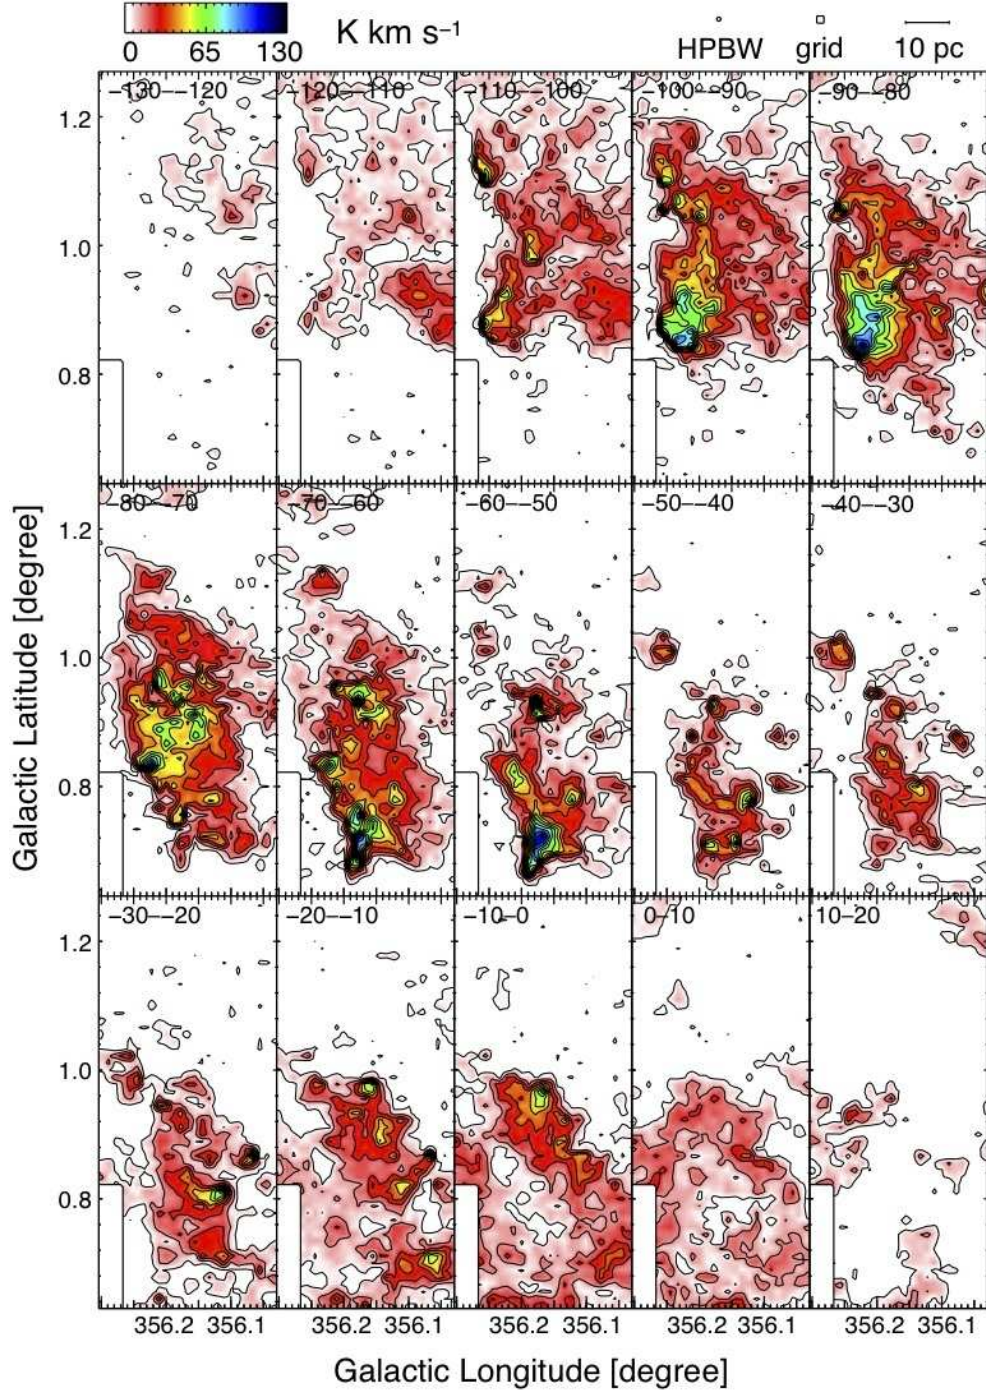 K km s⁻¹
0 65 130
HPBW grid 10 pc
−130−−120 −120−−110 −110−−100 −100−−90 −90−−80
1.2
1.0
0.8
−80−−70 −70−−60 −60−−50 −50−−40 −40−−30
1.2
1.0
0.8
−30−−20 −20−−10 −10−0 0−10 10−20
1.2
1.0
0.8
356.2 356.1 356.2 356.1 356.2 356.1 356.2 356.1 356.2 356.1
Galactic Latitude [degree]
Galactic Longitude [degree]